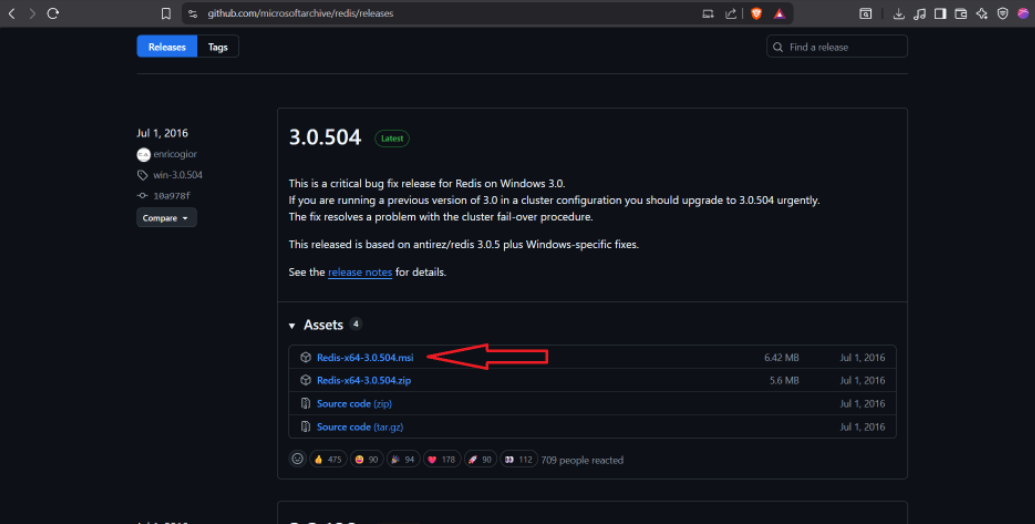 github.com/microsoftarchive/redis/releases
Releases
Tags
Find a release
Jul 1, 2016
enricogior
win-3.0.504
10a978f
Compare
3.0.504
Latest
This is a critical bug fix release for Redis on Windows 3.0.
If you are running a previous version of 3.0 in a cluster configuration you should upgrade to 3.0.504 urgently.
The fix resolves a problem with the cluster fail-over procedure.
This released is based on antirez/redis 3.0.5 plus Windows-specific fixes.
See the release notes for details.
Assets 4
Redis-x64-3.0.504.msi 6.42 MB Jul 1, 2016
Redis-x64-3.0.504.zip 5.6 MB Jul 1, 2016
Source code (zip) Jul 1, 2016
Source code (tar.gz) Jul 1, 2016
475 90 94 178 90 112 709 people reacted